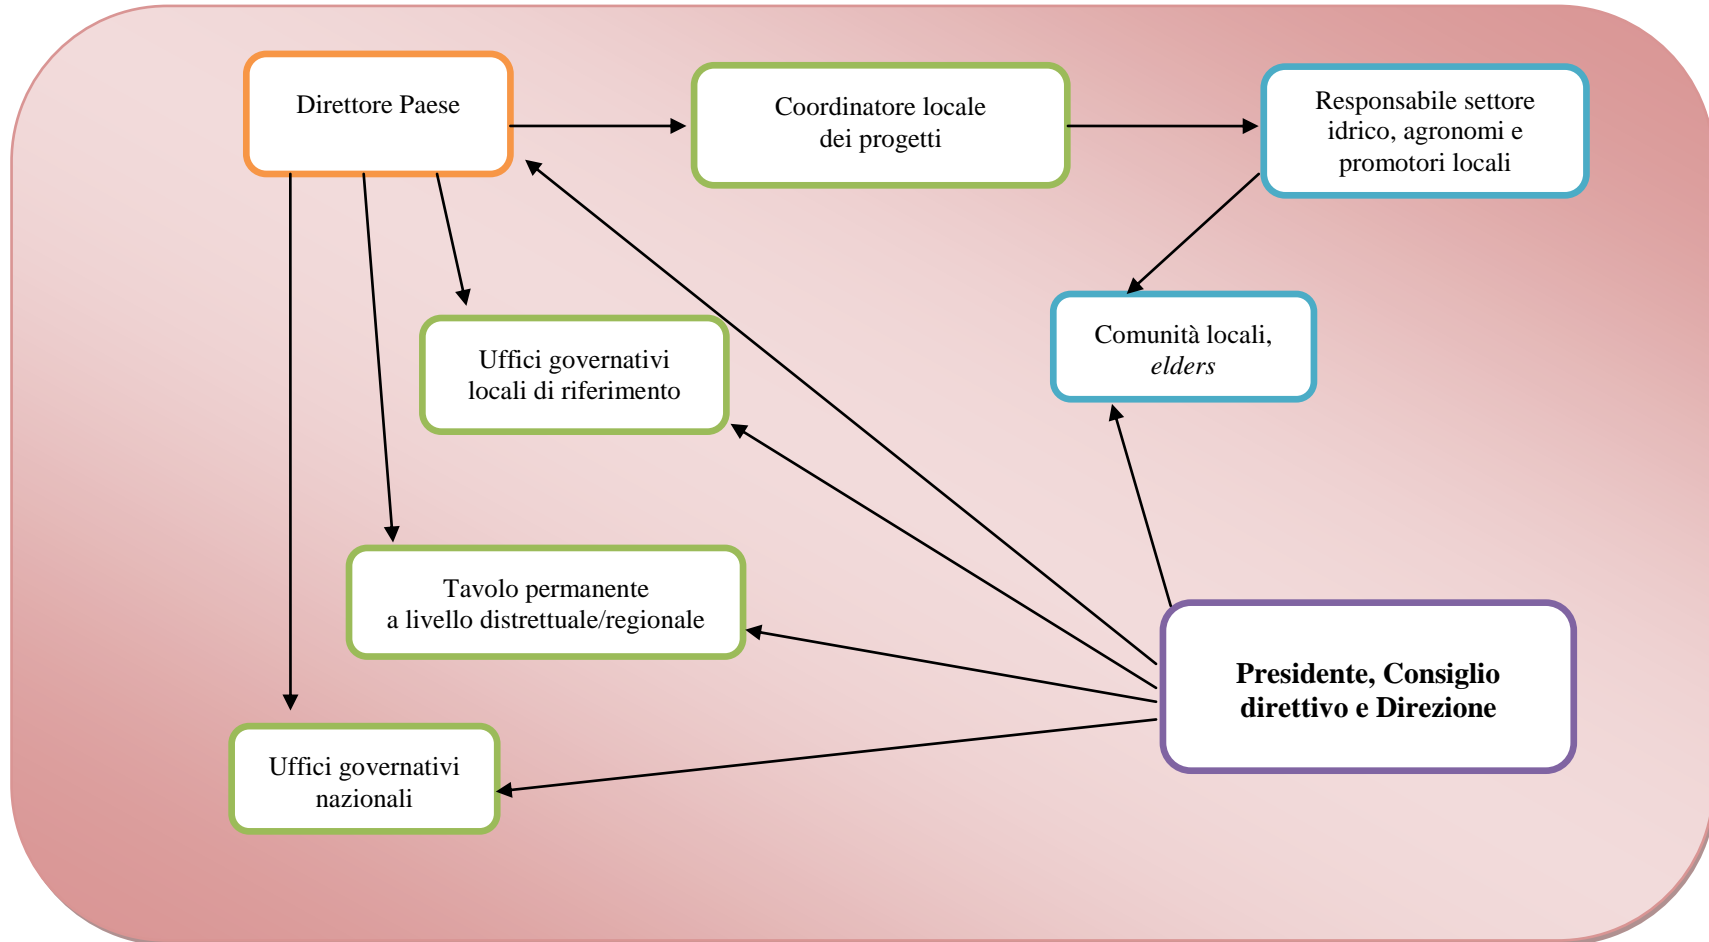 Direttore Paese
Coordinatore locale
dei progetti
Responsabile settore
idrico, agronomi e
promotori locali
Uffici governativi
locali di riferimento
Comunità locali,
elders
Tavolo permanente
a livello distrettuale/regionale
Presidente, Consiglio
direttivo e Direzione
Uffici governativi
nazionali